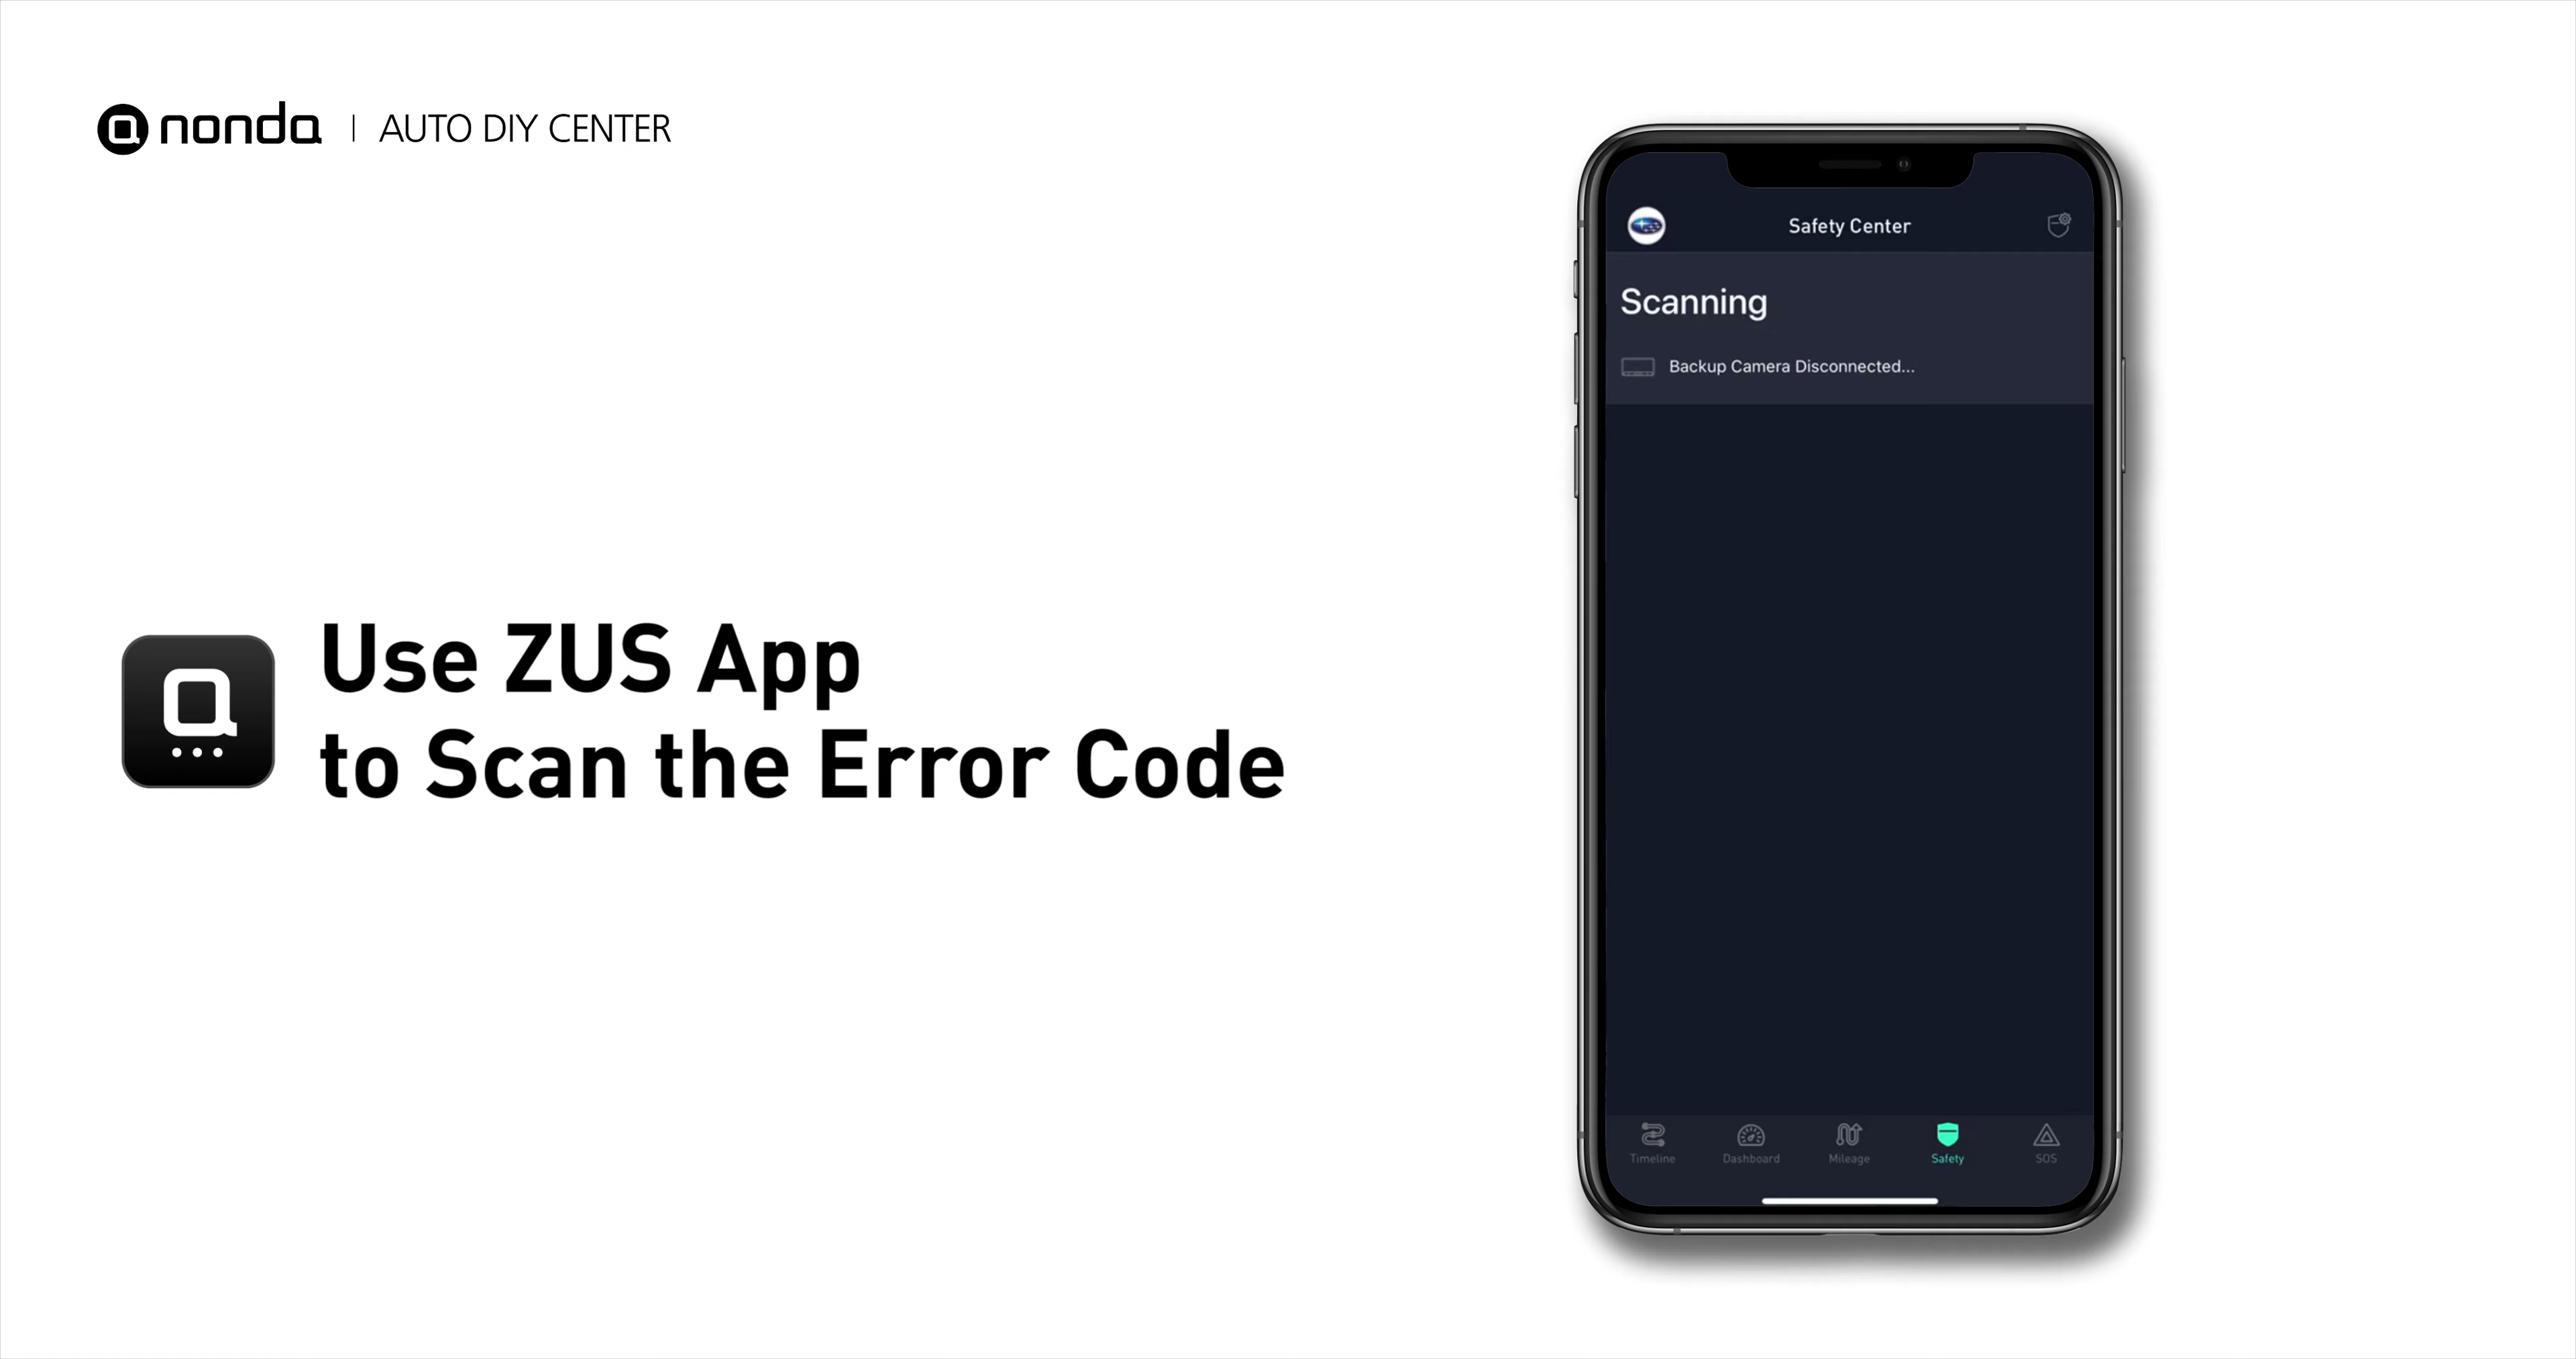 nonda | AUTO DIY CENTER
Use ZUS App
to Scan the Error Code
Safety Center
Scanning
Backup Camera Disconnected...
Timeline Dashboard Mileage Safety SOS